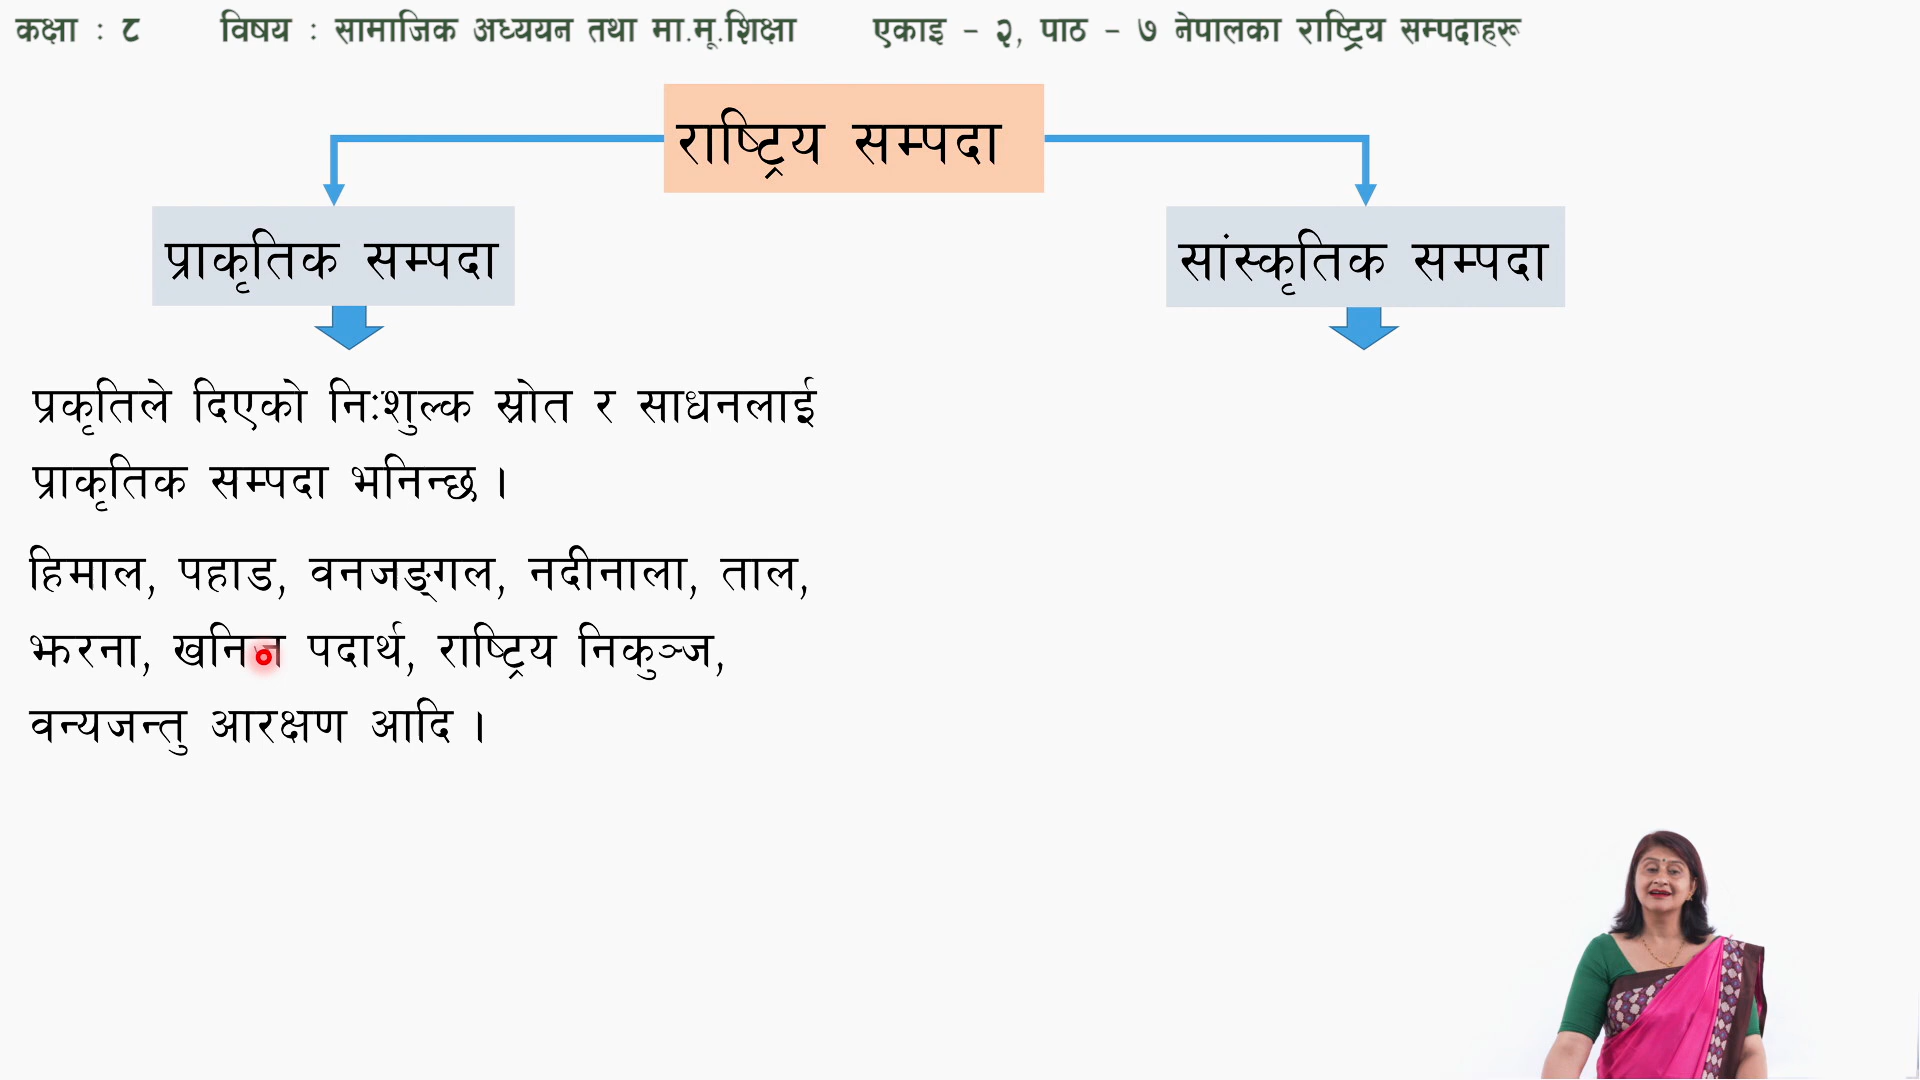 कक्षा : ८ विषय : सामाजिक अध्ययन तथा मा.मू.शिक्षा एकाइ - २, पाठ - ७ नेपालका राष्ट्रिय सम्पदाहरू
राष्ट्रिय सम्पदा
प्राकृतिक सम्पदा
सांस्कृतिक सम्पदा
प्रकृतिले दिएको निःशुल्क स्रोत र साधनलाई
प्राकृतिक सम्पदा भनिन्छ ।
हिमाल, पहाड, वनजङ्गल, नदीनाला, ताल,
झरना, खनिज पदार्थ, राष्ट्रिय निकुञ्ज,
वन्यजन्तु आरक्षण आदि ।